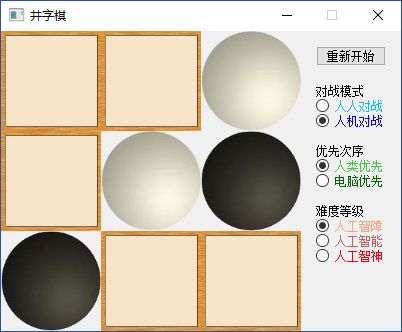 井字棋
重新开始
对战模式
人人对战
人机对战
优先次序
人类优先
电脑优先
难度等级
人工智障
人工智能
人工智神